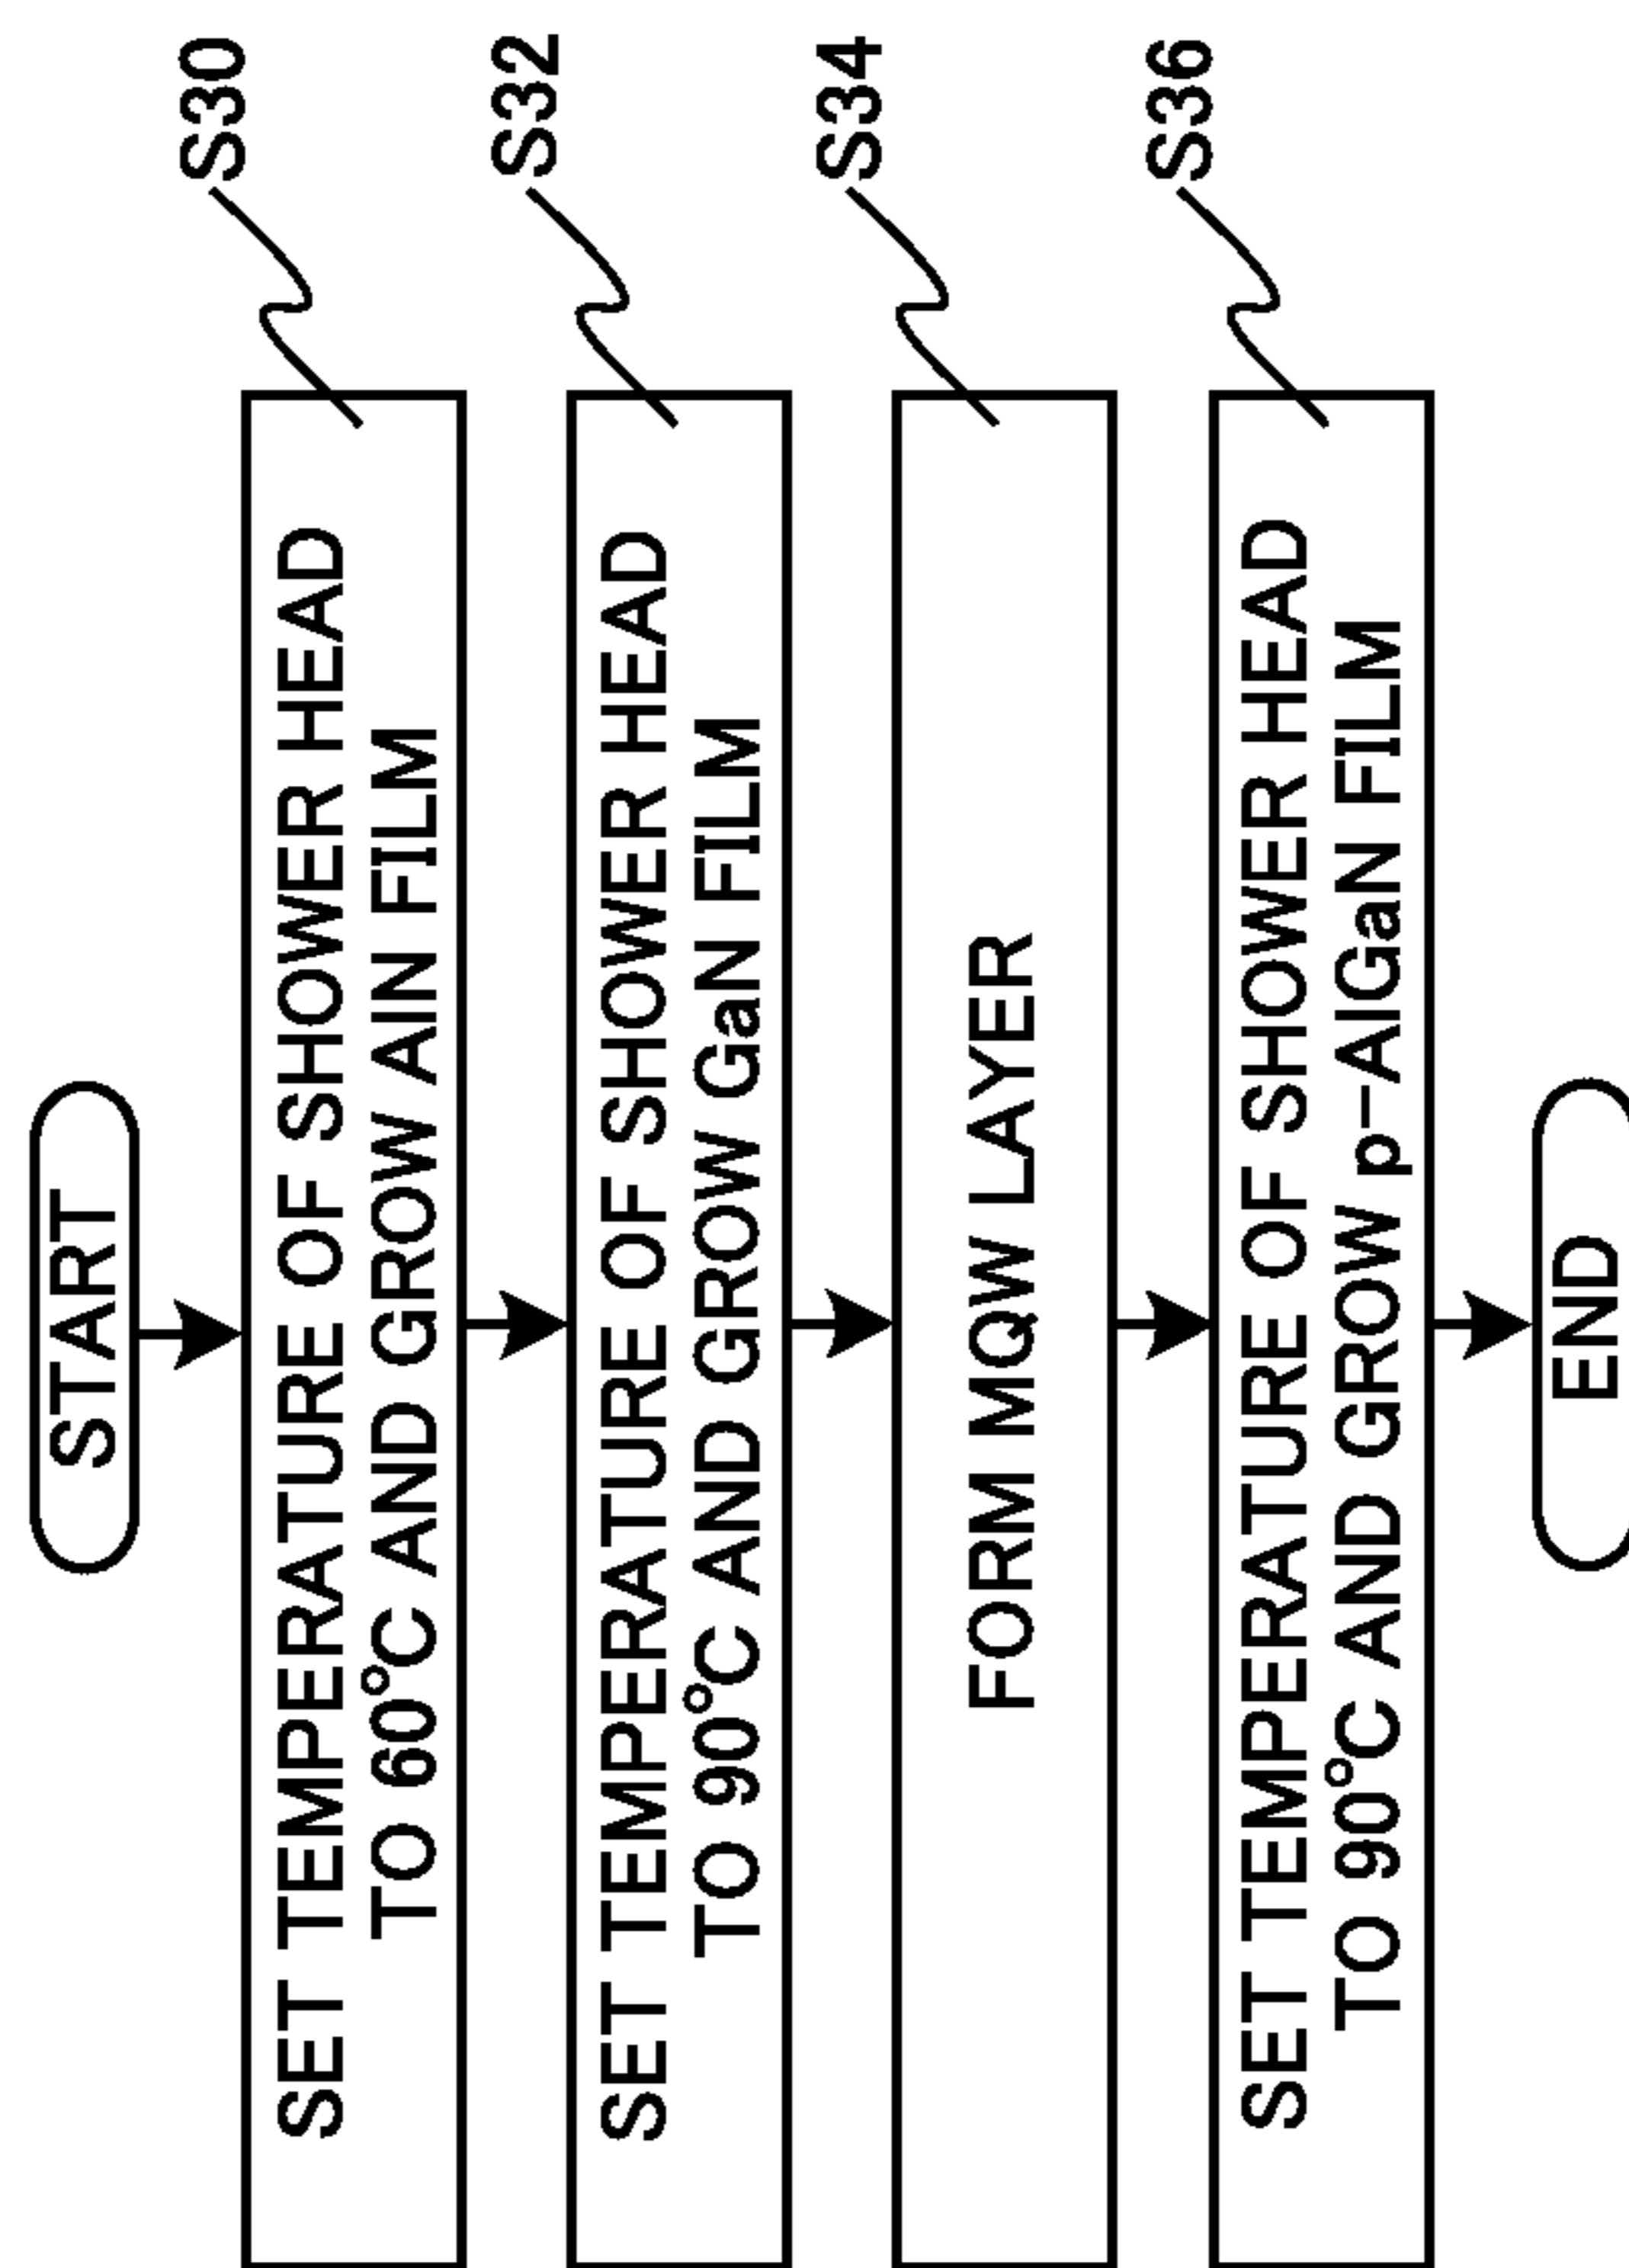 START
S30
SET TEMPERATURE OF SHOWER HEAD
TO 60°C AND GROW AlN FILM
S32
SET TEMPERATURE OF SHOWER HEAD
TO 90°C AND GROW GaN FILM
S34
FORM MQW LAYER
S36
SET TEMPERATURE OF SHOWER HEAD
TO 90°C AND GROW p-AlGaN FILM
END